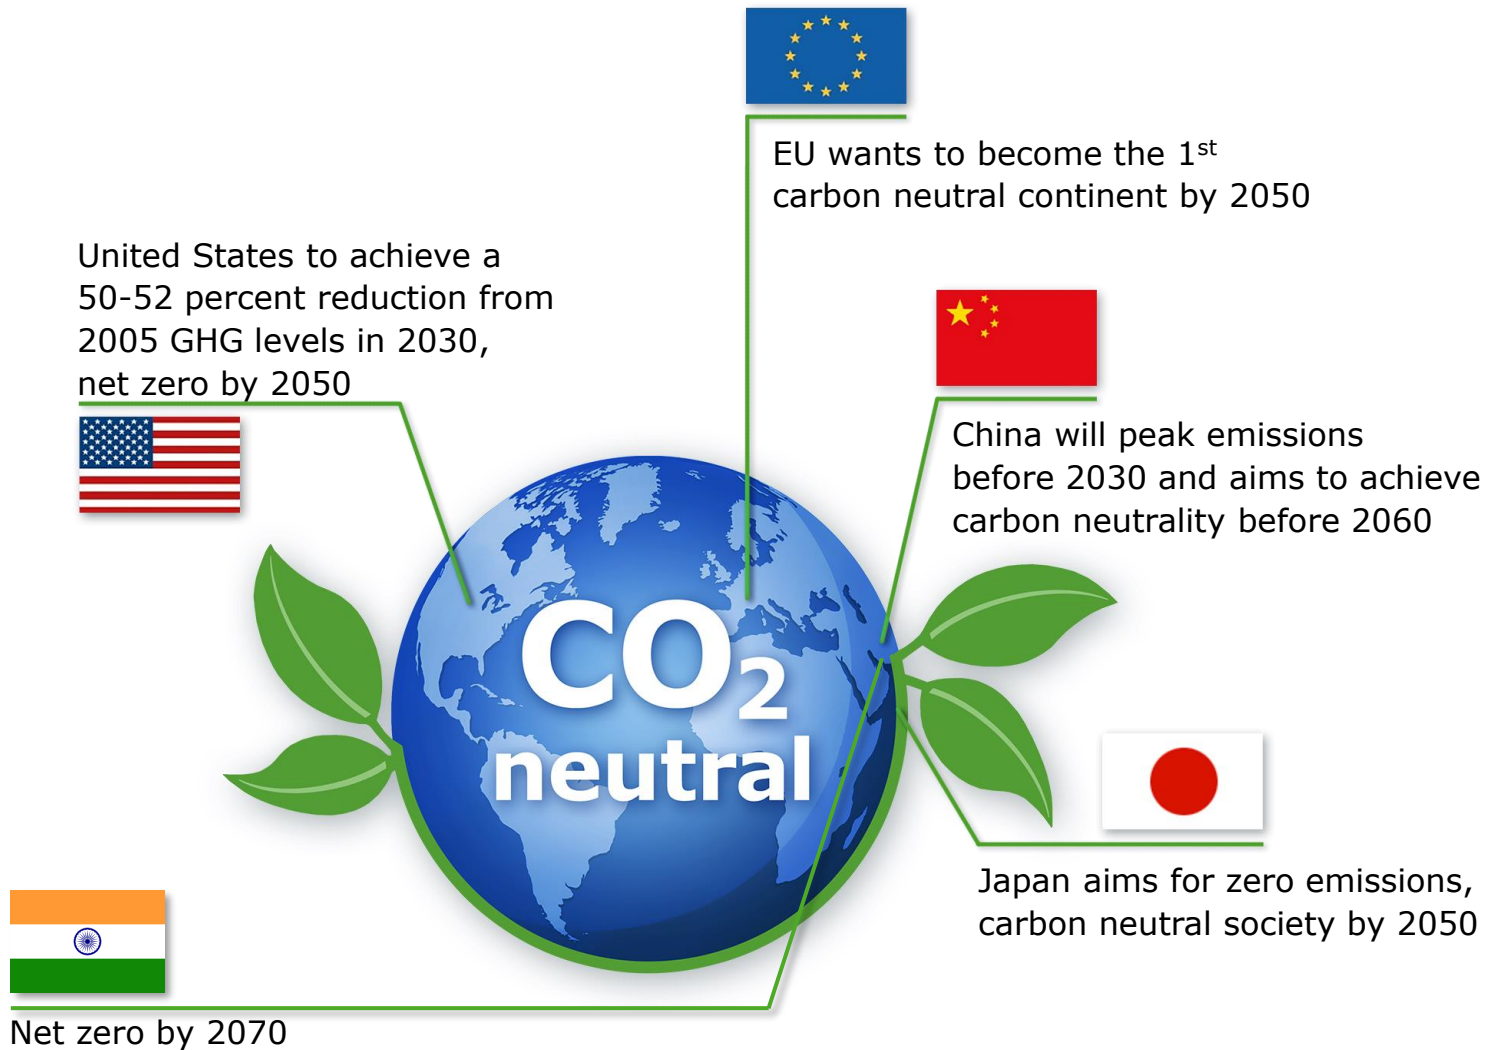 EU wants to become the 1st
carbon neutral continent by 2050
United States to achieve a
50-52 percent reduction from
2005 GHG levels in 2030,
net zero by 2050
China will peak emissions
before 2030 and aims to achieve
carbon neutrality before 2060
CO2
neutral
Japan aims for zero emissions,
carbon neutral society by 2050
Net zero by 2070